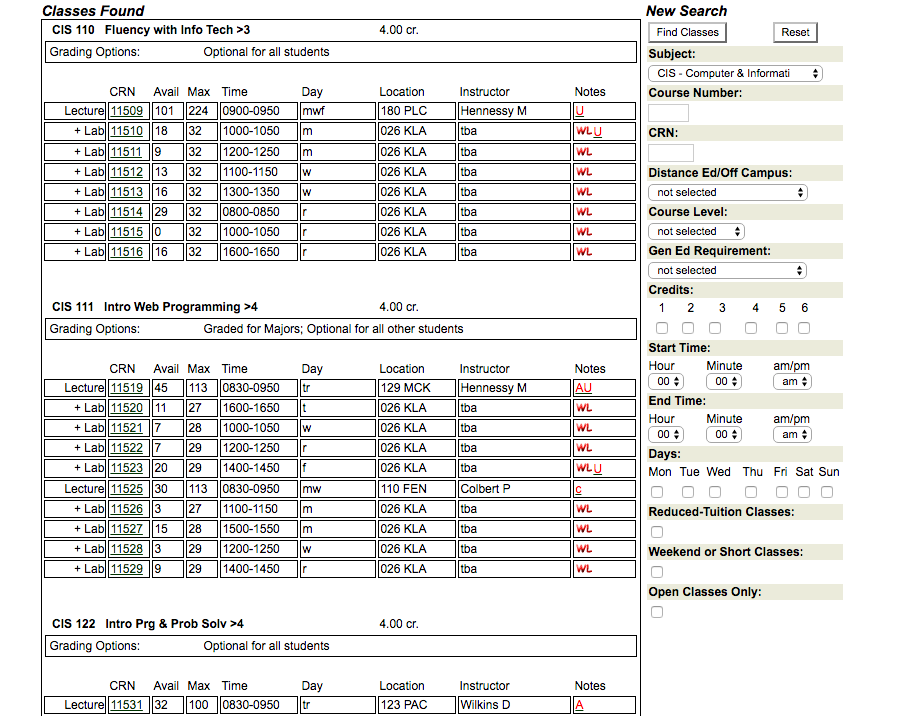 Classes Found
CIS 110 Fluency with Info Tech >3 4.00 cr.
Grading Options: Optional for all students
CRN Avail Max Time Day Location Instructor Notes
Lecture 11509 101 224 0900-0950 mwf 180 PLC Hennessy M U
+ Lab 11510 18 32 1000-1050 m 026 KLA tba WL U
+ Lab 11511 9 32 1200-1250 m 026 KLA tba WL
+ Lab 11512 13 32 1100-1150 w 026 KLA tba WL
+ Lab 11513 16 32 1300-1350 w 026 KLA tba WL
+ Lab 11514 29 32 0800-0850 r 026 KLA tba WL
+ Lab 11515 0 32 1000-1050 r 026 KLA tba WL
+ Lab 11516 16 32 1600-1650 r 026 KLA tba WL
CIS 111 Intro Web Programming >4 4.00 cr.
Grading Options: Graded for Majors; Optional for all other students
CRN Avail Max Time Day Location Instructor Notes
Lecture 11519 45 113 0830-0950 tr 129 MCK Hennessy M AU
+ Lab 11520 11 27 1600-1650 t 026 KLA tba WL
+ Lab 11521 7 28 1000-1050 w 026 KLA tba WL
+ Lab 11522 7 29 1200-1250 r 026 KLA tba WL
+ Lab 11523 20 29 1400-1450 f 026 KLA tba WL U
Lecture 11525 30 113 0830-0950 mw 110 FEN Colbert P c
+ Lab 11526 3 27 1100-1150 m 026 KLA tba WL
+ Lab 11527 15 28 1500-1550 m 026 KLA tba WL
+ Lab 11528 3 29 1200-1250 w 026 KLA tba WL
+ Lab 11529 9 29 1400-1450 r 026 KLA tba WL
CIS 122 Intro Prg & Prob Solv >4 4.00 cr.
Grading Options: Optional for all students
CRN Avail Max Time Day Location Instructor Notes
Lecture 11531 32 100 0830-0950 tr 123 PAC Wilkins D A
New Search
Find Classes Reset
Subject:
CIS - Computer & Informati
Course Number:
CRN:
Distance Ed/Off Campus:
not selected
Course Level:
not selected
Gen Ed Requirement:
not selected
Credits:
1 2 3 4 5 6
Start Time:
Hour Minute am/pm
00 00 am
End Time:
Hour Minute am/pm
00 00 am
Days:
Mon Tue Wed Thu Fri Sat Sun
Reduced-Tuition Classes:
Weekend or Short Classes:
Open Classes Only: